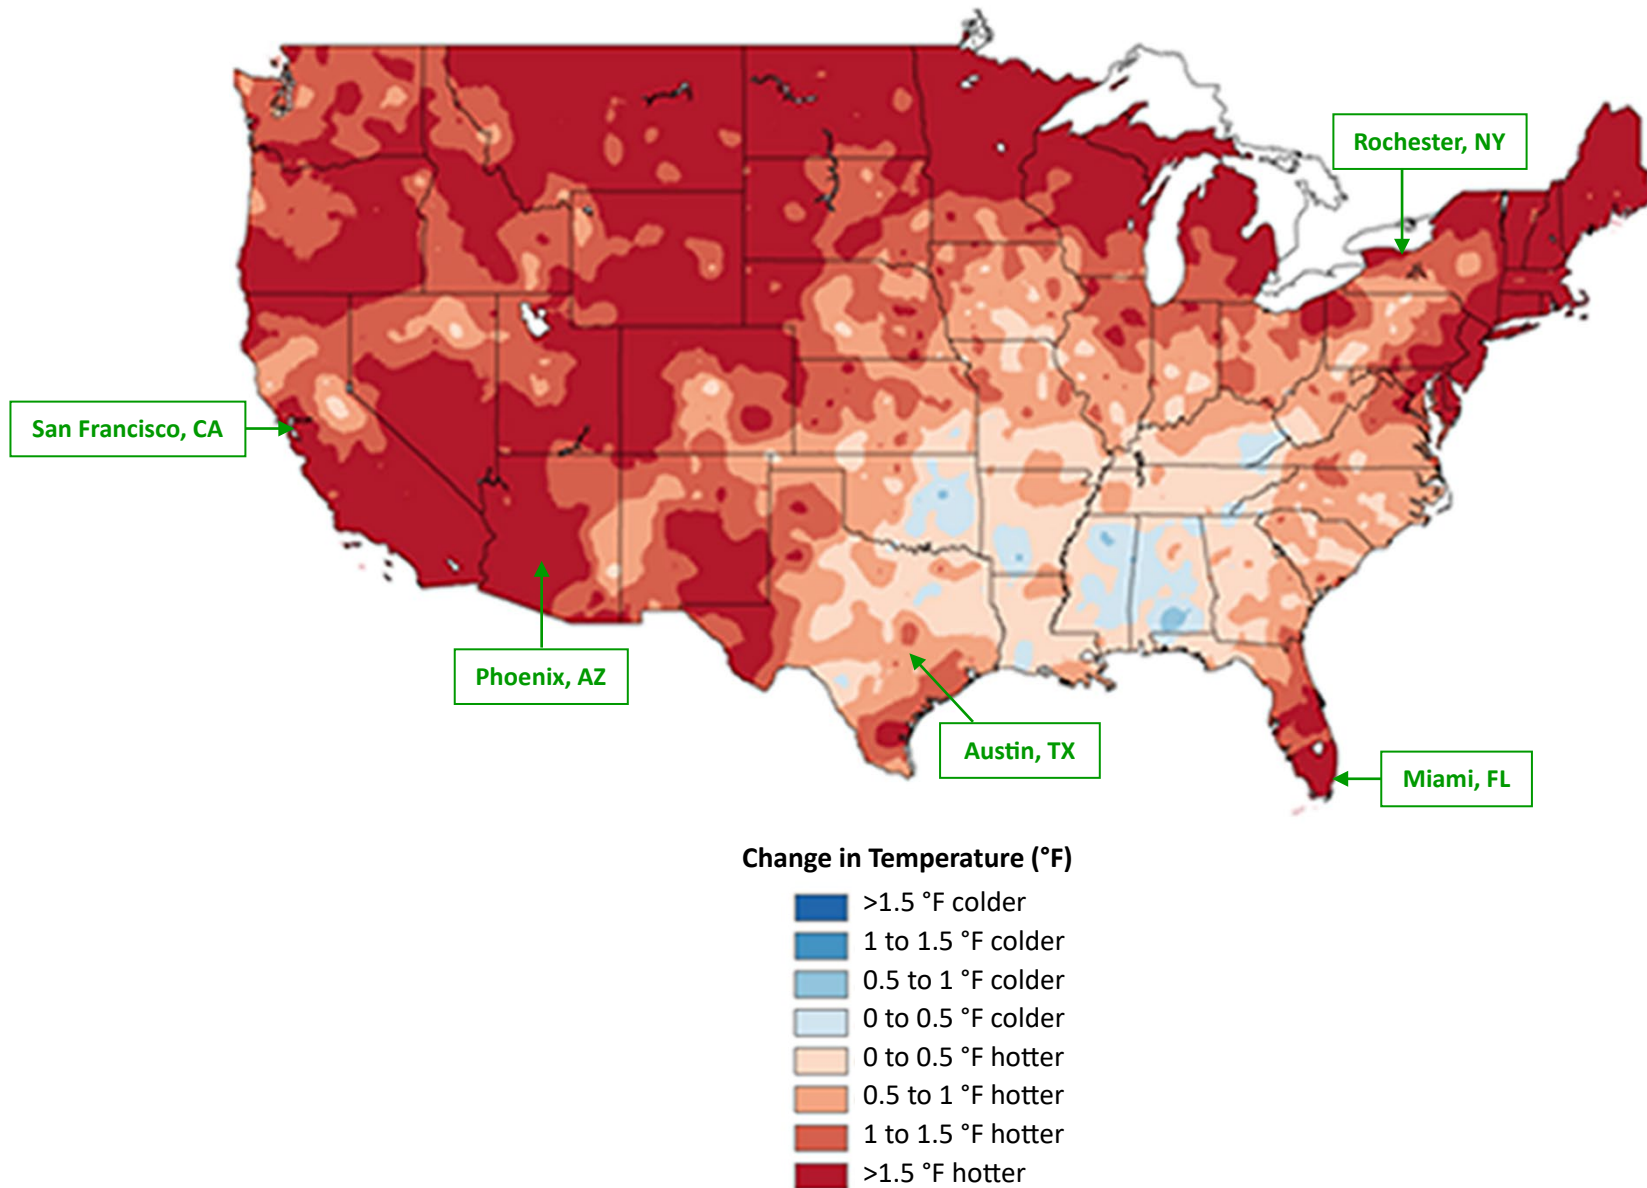 Rochester, NY
San Francisco, CA
Phoenix, AZ
Austin, TX
Miami, FL
Change in Temperature (°F)
>1.5 °F colder
1 to 1.5 °F colder
0.5 to 1 °F colder
0 to 0.5 °F colder
0 to 0.5 °F hotter
0.5 to 1 °F hotter
1 to 1.5 °F hotter
>1.5 °F hotter